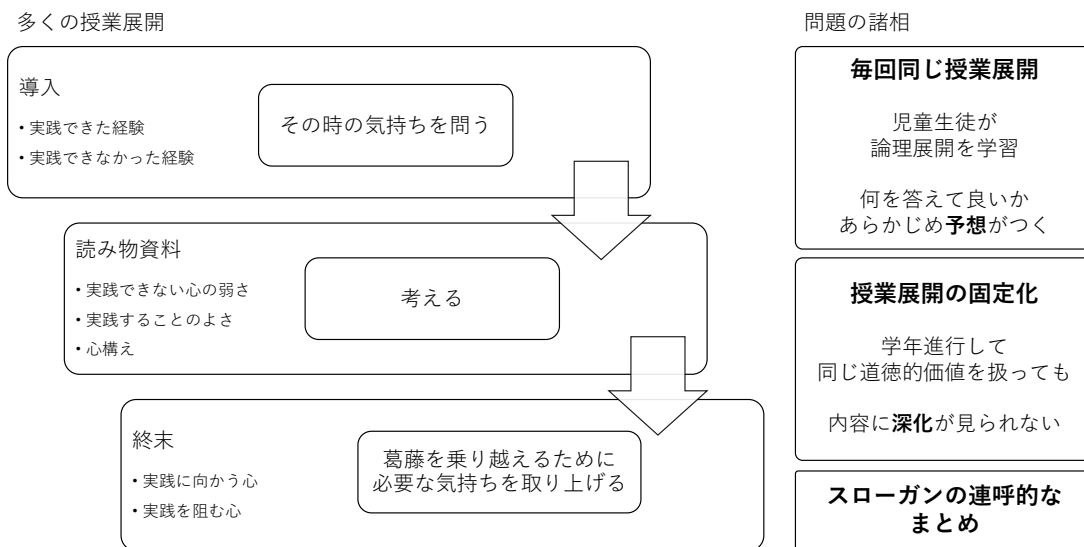 多くの授業展開
導入
・実践できた経験
・実践できなかった経験
その時の気持ちを問う
読み物資料
・実践できない心の弱さ
・実践することのよさ
・心構え
考える
終末
・実践に向かう心
・実践を阻む心
葛藤を乗り越えるために
必要な気持ちを取り上げる
問題の諸相
毎回同じ授業展開
児童生徒が
論理展開を学習
何を答えて良いか
あらかじめ予想がつく
授業展開の固定化
学年進行して
同じ道徳的価値を扱っても
内容に深化が見られない
スローガンの連呼的な
まとめ